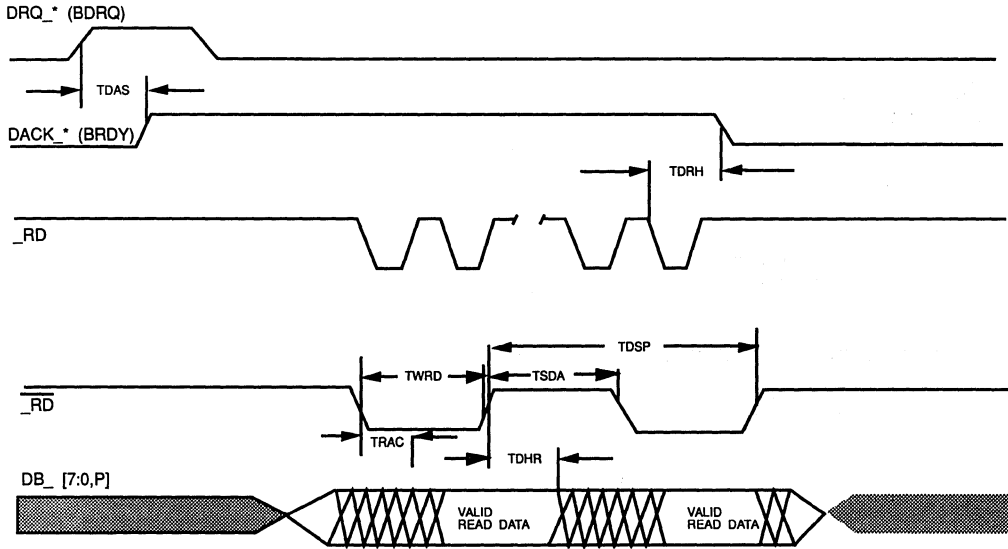 DRQ_* (BDRQ)
TDAS
DACK_* (BRDY)
TDRH
_RD
TDSP
TWRD
TSDA
_RD
TRAC
TDHR
DB_ [7:0,P]
VALID
READ DATA
VALID
READ DATA